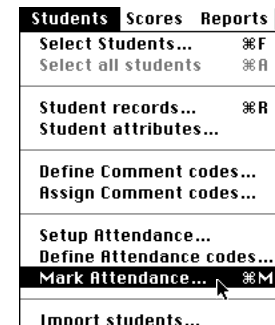 Students Scores Reports
Select Students... ⌘F
Select all students ⌘A
Student records... ⌘R
Student attributes...
Define Comment codes...
Assign Comment codes...
Setup Attendance...
Define Attendance codes...
Mark Attendance... ⌘M
Import students...